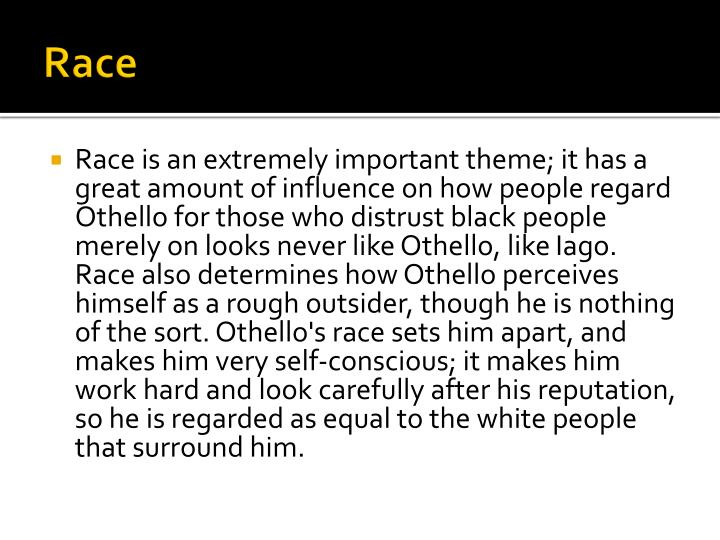 Race
Race is an extremely important theme; it has a
great amount of influence on how people regard
Othello for those who distrust black people
merely on looks never like Othello, like Iago.
Race also determines how Othello perceives
himself as a rough outsider, though he is nothing
of the sort. Othello's race sets him apart, and
makes him very self-conscious; it makes him
work hard and look carefully after his reputation,
so he is regarded as equal to the white people
that surround him.